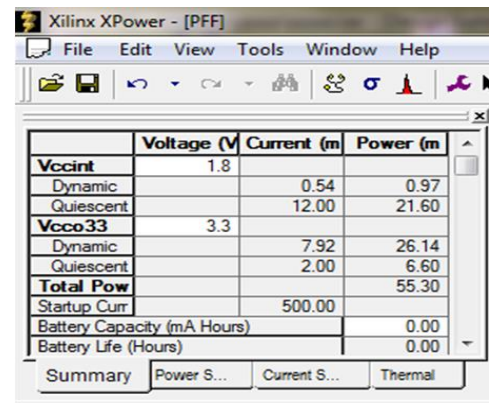 Xilinx XPower - [PFF]
File Edit View Tools Window Help
Voltage (V Current (m Power (m
Vccint 1.8
Dynamic 0.54 0.97
Quiescent 12.00 21.60
Vcco33 3.3
Dynamic 7.92 26.14
Quiescent 2.00 6.60
Total Pow 55.30
Startup Curr 500.00
Battery Capacity (mA Hours) 0.00
Battery Life (Hours) 0.00
Summary Power S... Current S... Thermal